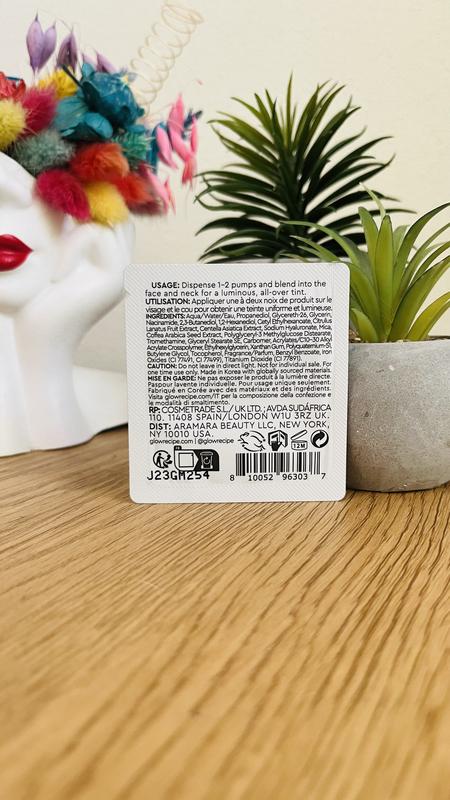 USAGE: Dispense 1-2 pumps and blend into the
face and neck for a luminous, all-over tint.
UTILISATION: Appliquer une à deux noix de produit sur le
visage et le cou pour obtenir une teinte uniforme et lumineuse.
INGREDIENTS: Aqua/Water/Eau, Propanediol, Glycereth-26, Glycerin,
Niacinamide, 2,3-Butanediol, 1,2-Hexanediol, Cetyl Ethylhexanoate, Citrullus
Lanatus Fruit Extract, Centella Asiatica Extract, Sodium Hyaluronate, Mica,
Coffea Arabica Seed Extract, Polyglyceryl-3 Methylglucose Distearate,
Tromethamine, Glyceryl Stearate SE, Carbomer, Acrylates/C10-30 Alkyl
Acrylate Crosspolymer, Ethylhexylglycerin, Xanthan Gum, Polyquaternium-51,
Butylene Glycol, Tocopherol, Fragrance/Parfum, Benzyl Benzoate, Iron
Oxides (CI 77491, CI 77499), Titanium Dioxide (CI 77891).
CAUTION: Do not leave in direct light. Not for individual sale. For
one time use only. Made in Korea with globally sourced materials.
MISE EN GARDE: Ne pas exposer le produit à la lumière directe.
Pas pour la vente individuelle. Pour usage unique seulement.
Fabriqué en Corée avec des matériaux et des ingrédients.
Visita glowrecipe.com/IT per la composizione della confezione e
le modalità di smaltimento.
RP: COSMETRADE S.L./ UK LTD.; AVDA SUDÁFRICA
110, 11408 SPAIN/LONDON W1U 3RZ UK.
DIST: ARAMARA BEAUTY LLC, NEW YORK,
NY 10010 USA.
glowrecipe.com | @glowrecipe
12M
J23GM254
8 10052 96303 7